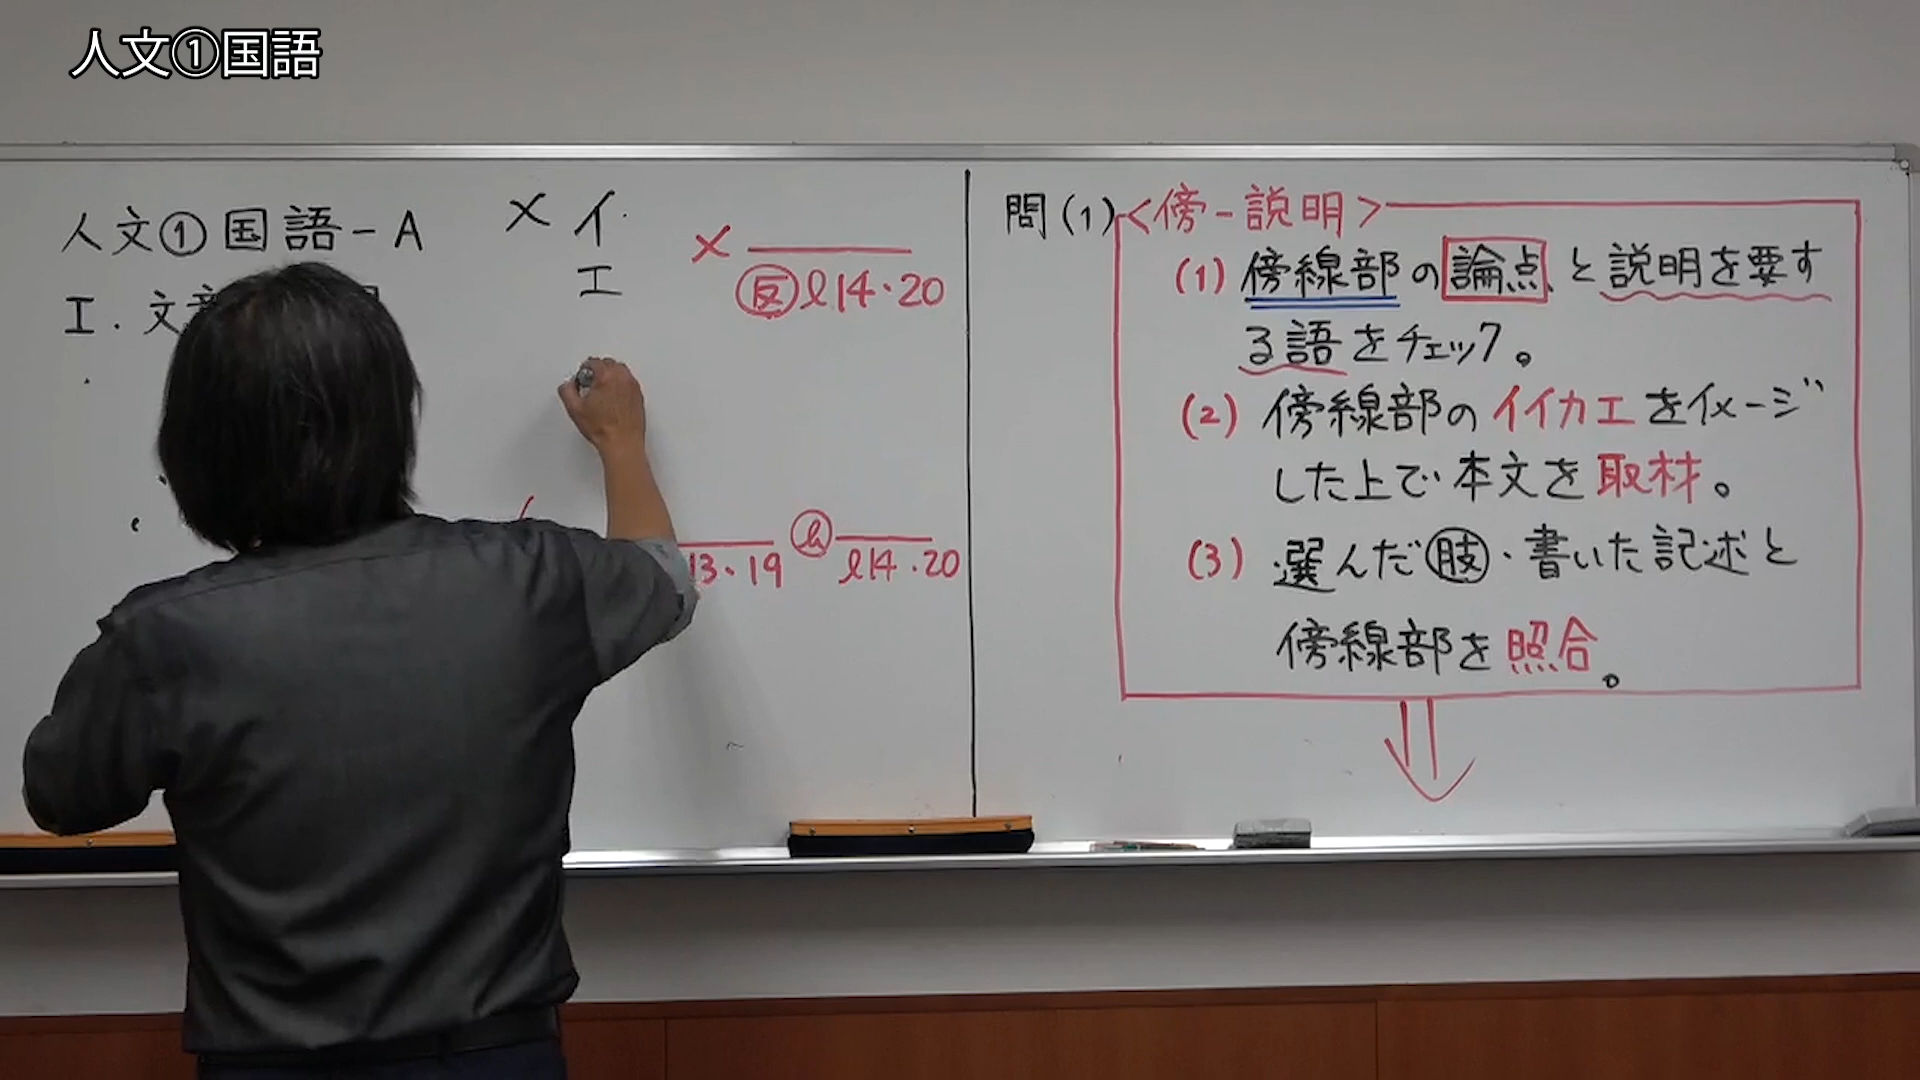 人文①国語
人文①国語-A
I. 文
× イ.
エ
×
反 l14・20
13・19
l14・20
問(1) <傍-説明>
(1) 傍線部の論点と説明を要す
る語をチェック。
(2) 傍線部のイイカエをイメージ
した上で本文を取材。
(3) 選んだ肢・書いた記述と
傍線部を照合。